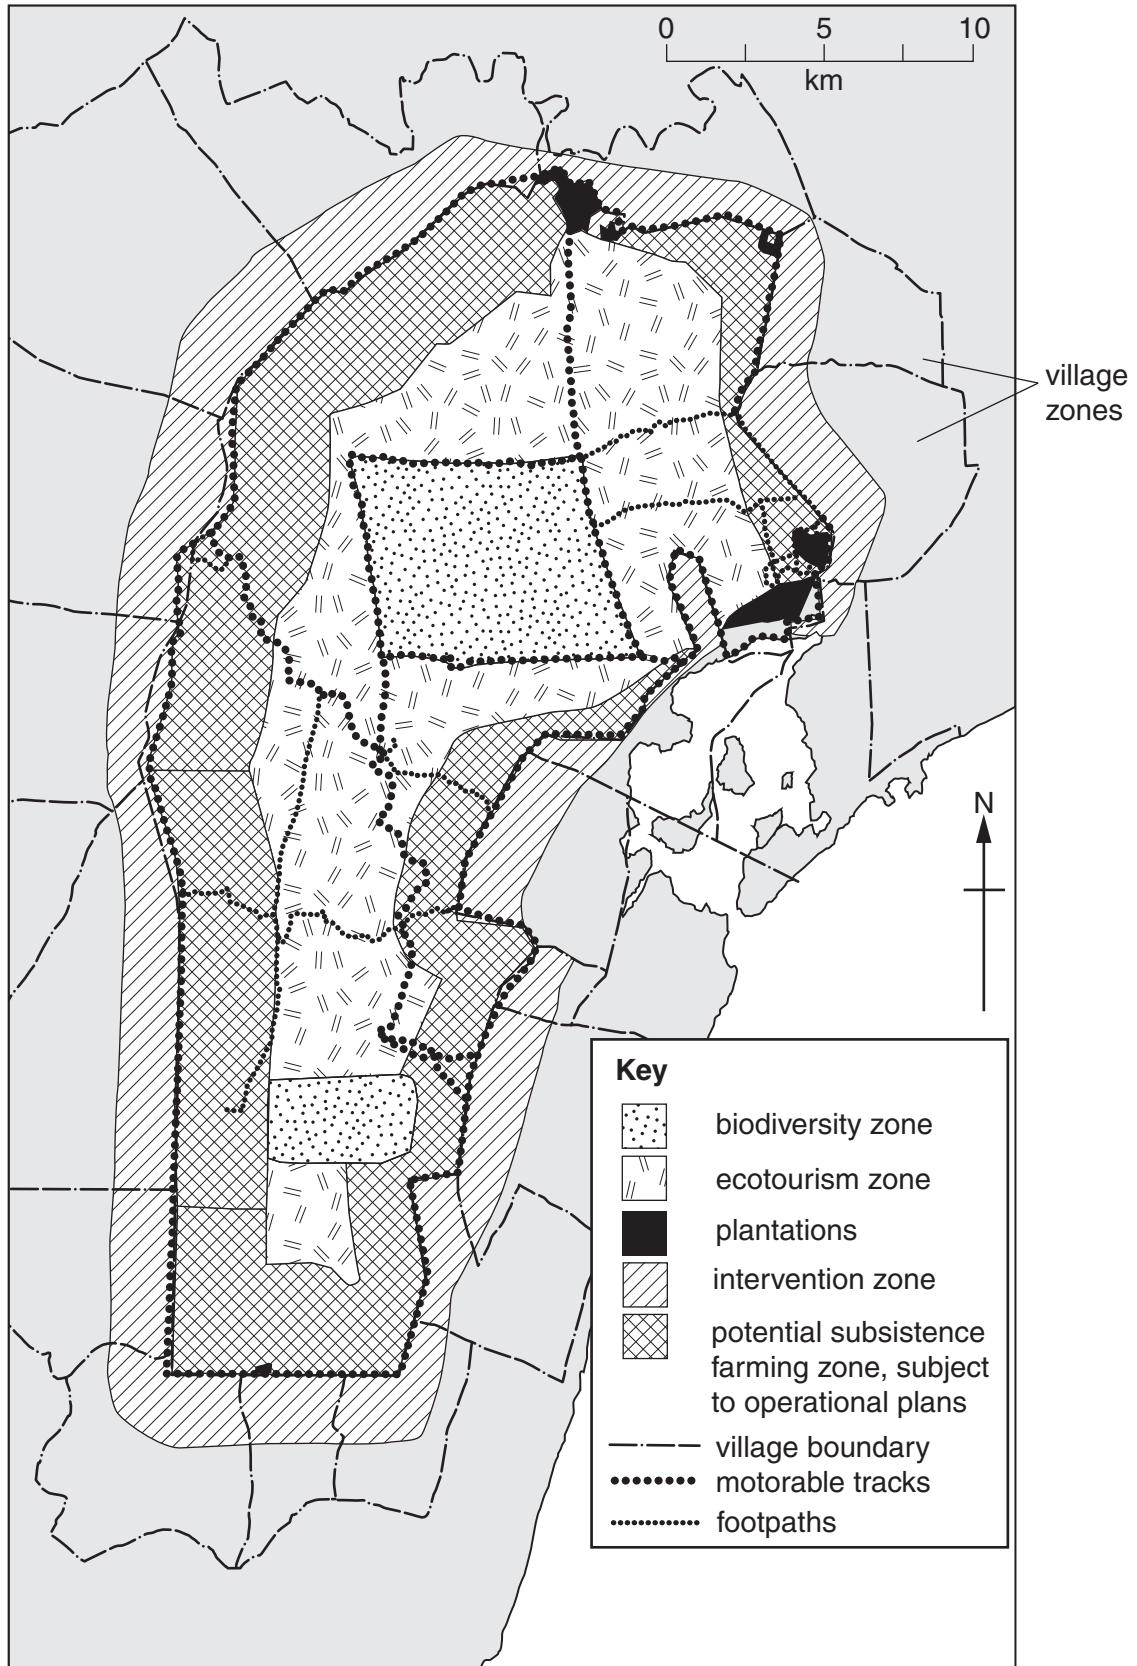 0 5 10
km
village
zones
N
Key
biodiversity zone
ecotourism zone
plantations
intervention zone
potential subsistence
farming zone, subject
to operational plans
village boundary
motorable tracks
footpaths